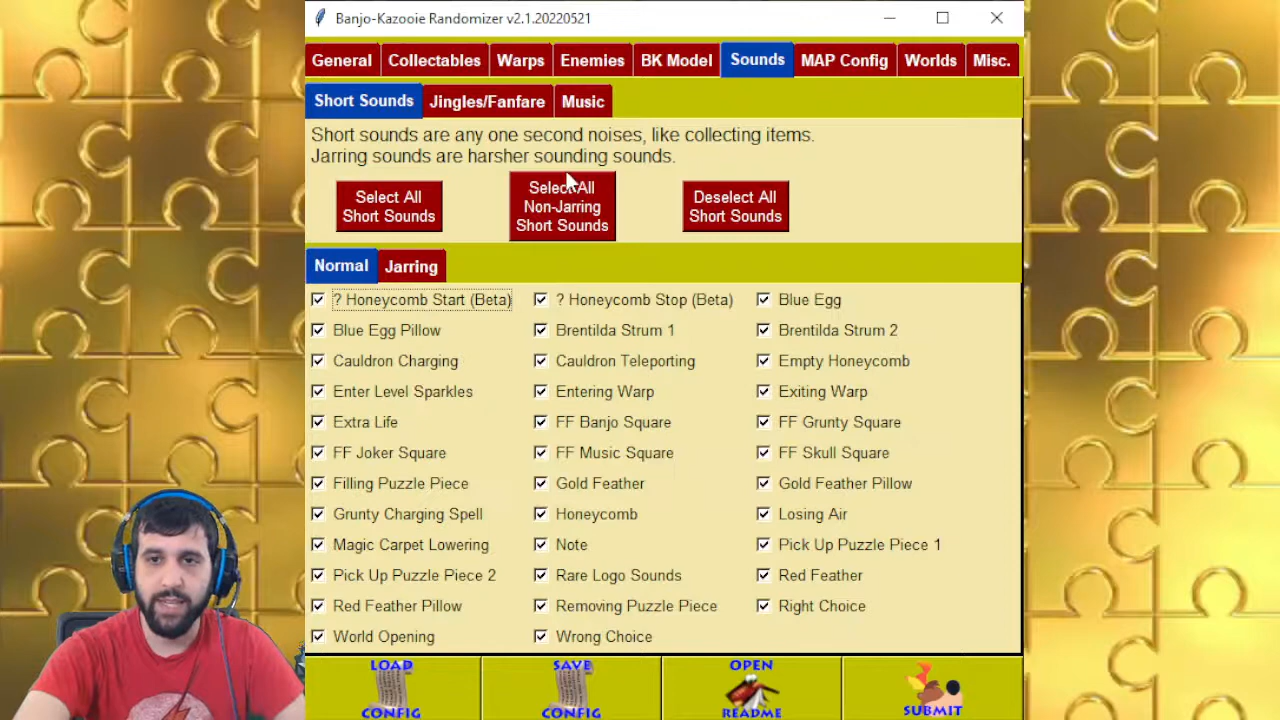 Banjo-Kazooie Randomizer v2.1.20220521
General Collectables Warps Enemies BK Model Sounds MAP Config Worlds Misc.
Short Sounds Jingles/Fanfare Music
Short sounds are any one second noises, like collecting items.
Jarring sounds are harsher sounding sounds.
Select All
Short Sounds
Select All
Non-Jarring
Short Sounds
Deselect All
Short Sounds
Normal Jarring
? Honeycomb Start (Beta) ? Honeycomb Stop (Beta) Blue Egg
Blue Egg Pillow Brentilda Strum 1 Brentilda Strum 2
Cauldron Charging Cauldron Teleporting Empty Honeycomb
Enter Level Sparkles Entering Warp Exiting Warp
Extra Life FF Banjo Square FF Grunty Square
FF Joker Square FF Music Square FF Skull Square
Filling Puzzle Piece Gold Feather Gold Feather Pillow
Grunty Charging Spell Honeycomb Losing Air
Magic Carpet Lowering Note Pick Up Puzzle Piece 1
Pick Up Puzzle Piece 2 Rare Logo Sounds Red Feather
Red Feather Pillow Removing Puzzle Piece Right Choice
World Opening Wrong Choice
LOAD
CONFIG
SAVE
CONFIG
OPEN
README
SUBMIT